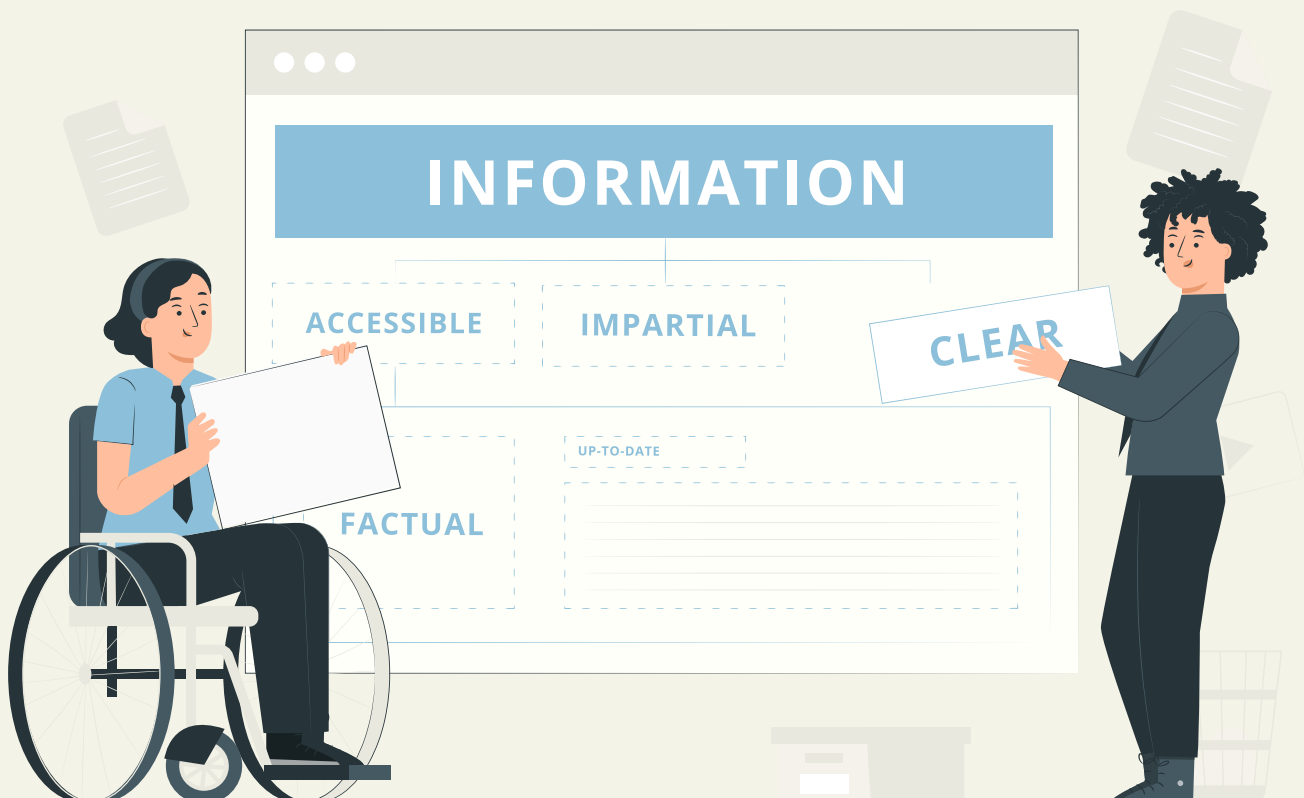 INFORMATION
ACCESSIBLE
IMPARTIAL
CLEAR
UP-TO-DATE
FACTUAL